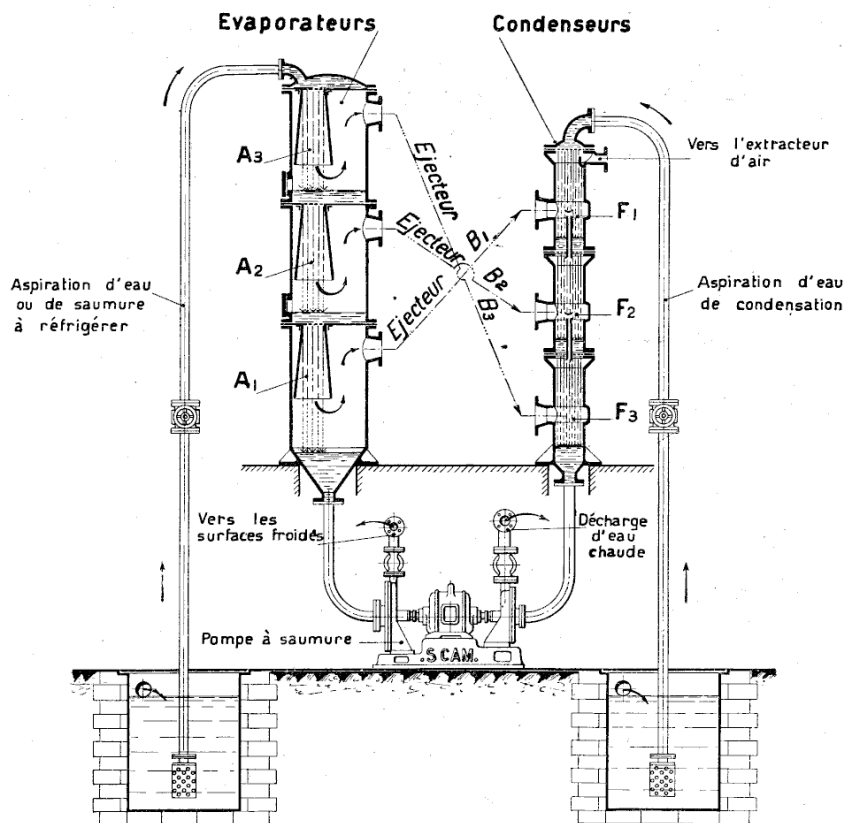 Evaporateurs
Condenseurs
A3
A2
A1
Ejecteur
Ejecteur
Ejecteur
B1
B2
B3
F1
F2
F3
Vers l'extracteur
d'air
Aspiration d'eau
ou de saumure
à réfrigérer
Aspiration d'eau
de condensation
Vers les
surfaces froides
Décharge
d'eau
chaude
Pompe à saumure
.SCAM.